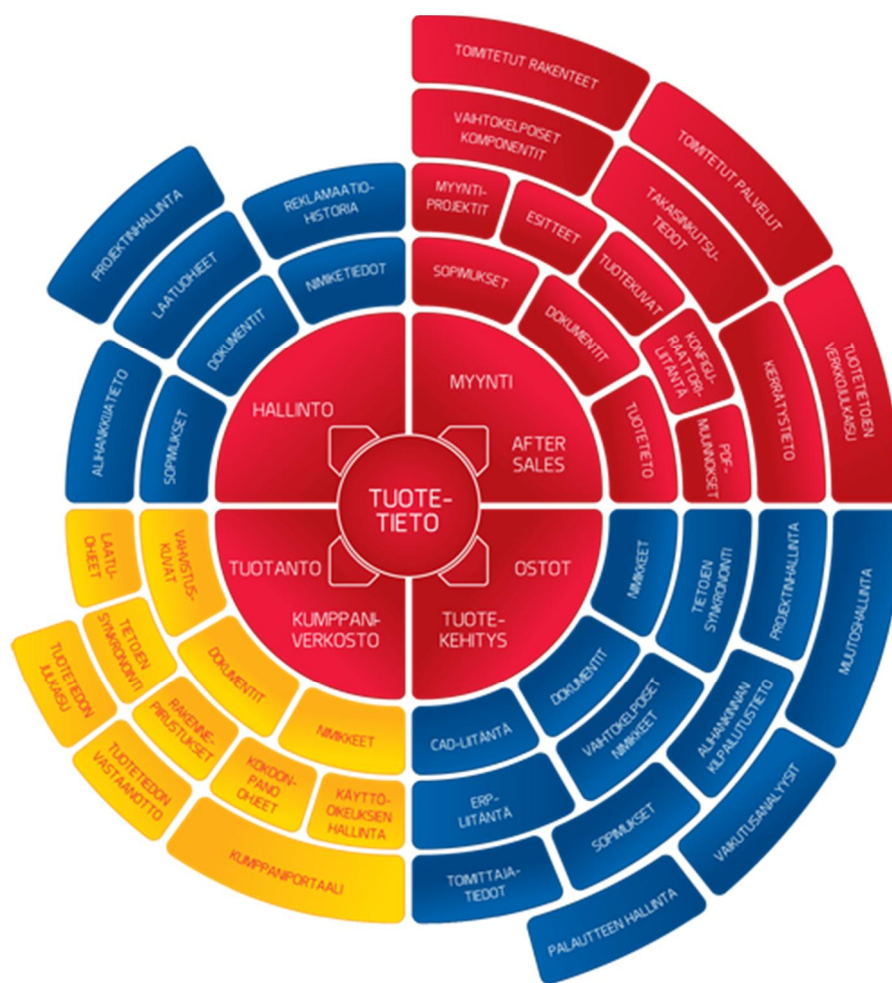 TOIMITETUT RAKENTEET
VAIHTOKELPOISET
KOMPONENTIT
MYYNTI-
PROJEKTIT
ESITTEET
SOPIMUKSET
DOKUMENTIT
TUOTEKUVAT
TAKAISINKUTSU-
TIEDOT
TOIMITETUT PALVELUT
KONFIGU-
RAATTORI-
LIITÄNTÄ
TUOTETIETO
PDF-
MUUNNOKSET
KIERRÄTYSTIETO
TUOTETIETOJEN
VERKKOJULKAISU
MYYNTI
AFTER
SALES
PROJEKTINHALLINTA
LAATUOHJEET
REKLAMAATIO-
HISTORIA
NIMIKETIEDOT
DOKUMENTIT
ALIHANKKIJATIETO
SOPIMUKSET
HALLINTO
TUOTE-
TIETO
TUOTANTO
KUMPPANI-
VERKOSTO
OSTOT
TUOTE-
KEHITYS
LAATU-
OHJEET
VAHVISTUS-
KUVAT
TIETOJEN
SYNKRONOINTI
TUOTETIEDON
JULKAISU
DOKUMENTIT
RAKENNE-
PIIRUSTUKSET
TUOTETIEDON
VASTAANOTTO
NIMIKKEET
KOKOON-
PANO
OHJEET
KÄYTTÖ-
OIKEUKSIEN
HALLINTA
KUMPPANIPORTAALI
NIMIKKEET
TIETOJEN
SYNKRONOINTI
PROJEKTINHALLINTA
MUUTOSHALLINTA
DOKUMENTIT
VAIHTOKELPOISET
NIMIKKEET
ALIHANKINNAN
KILPAILUTUSTIETO
VAIKUTUSANALYYSIT
CAD-LIITÄNTÄ
ERP-
LIITÄNTÄ
SOPIMUKSET
TOIMITTAJA-
TIEDOT
PALAUTTEEN HALLINTA